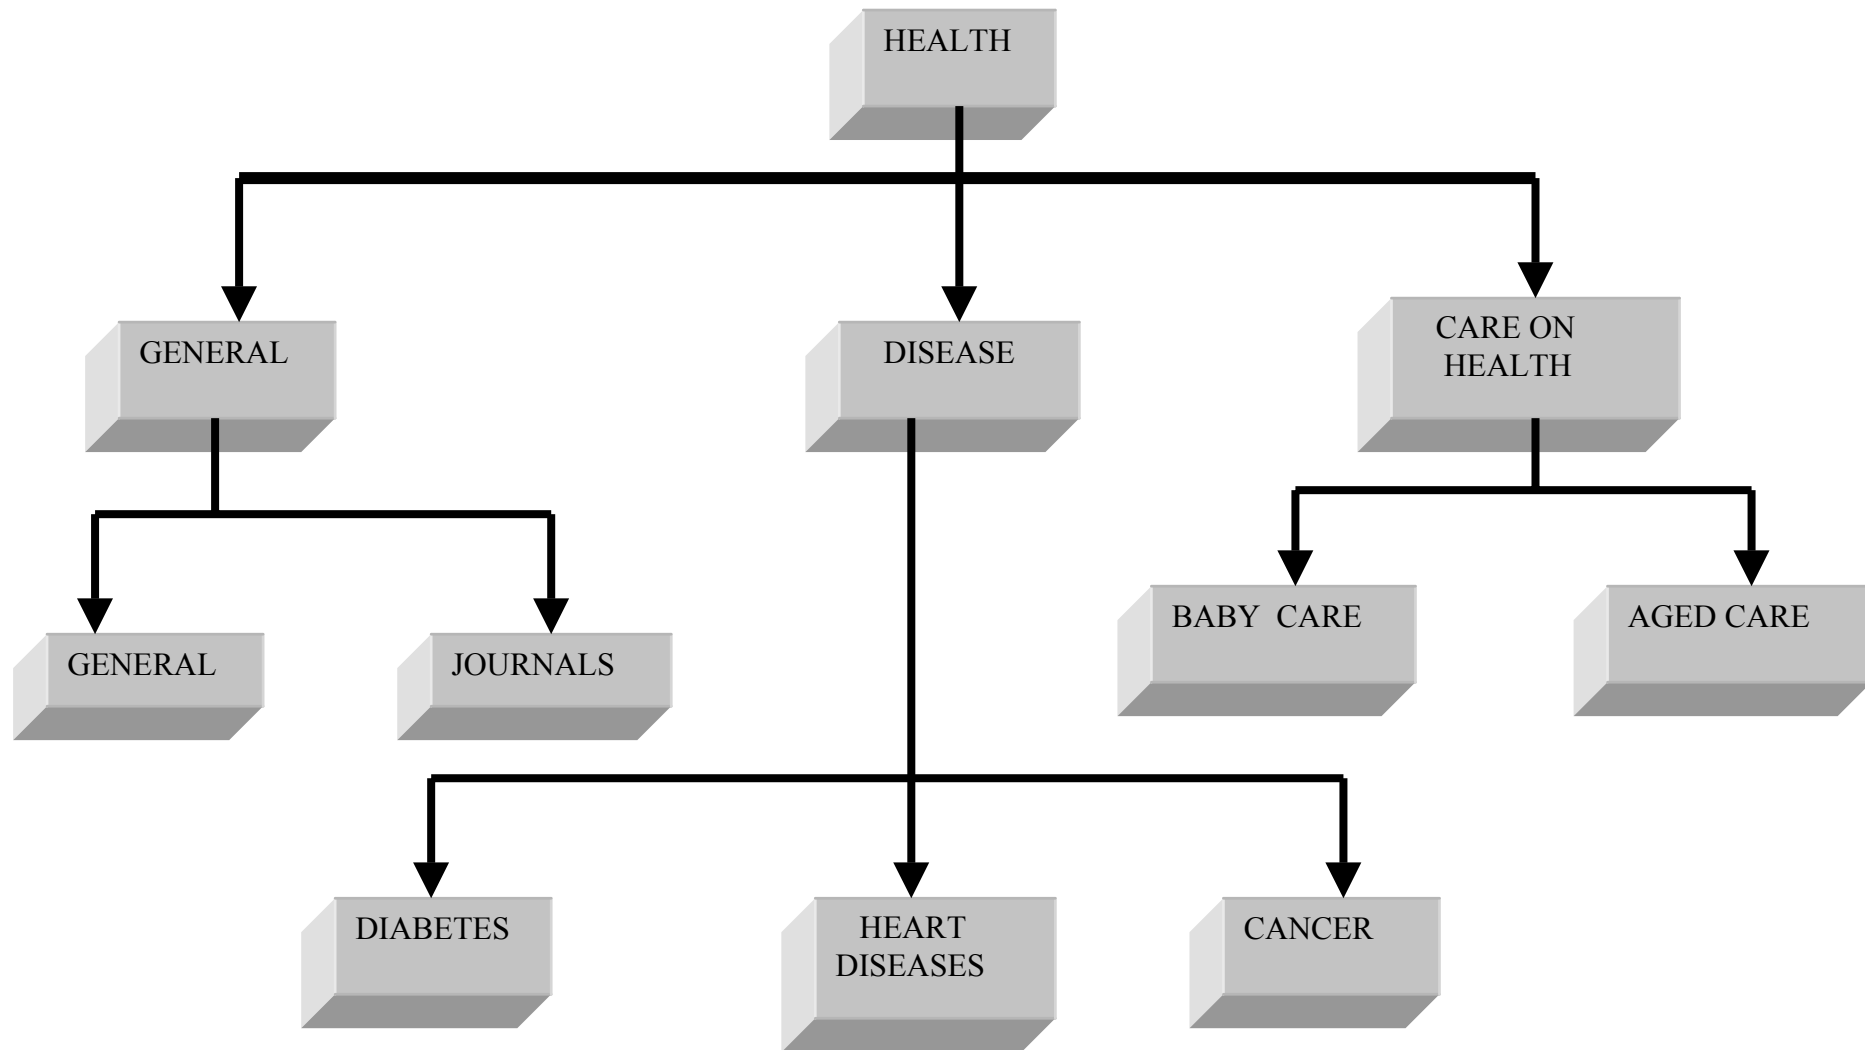 HEALTH
GENERAL
DISEASE
CARE ON
HEALTH
GENERAL
JOURNALS
BABY  CARE
AGED CARE
DIABETES
HEART
DISEASES
CANCER